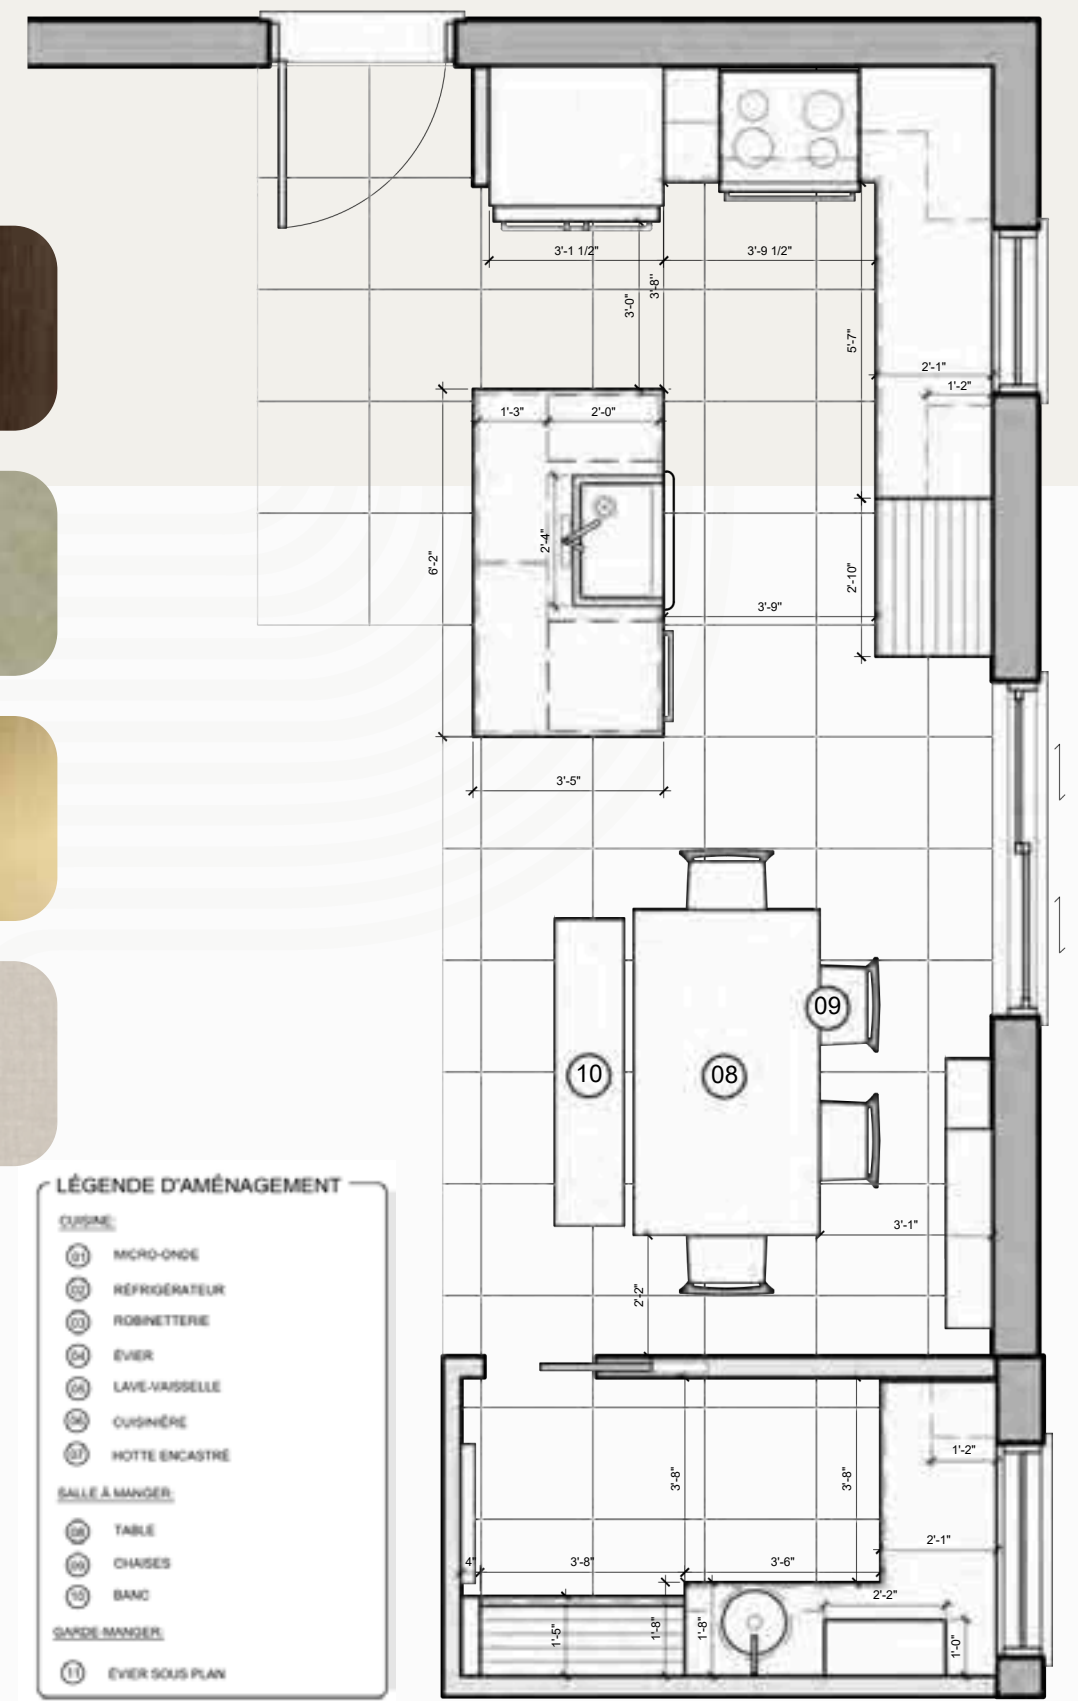 3'-1 1/2"
3'-9 1/2"
3'-0"
3'-8"
5'-7"
2'-1"
1'-2"
1'-3"
2'-0"
2'-4"
6'-2"
2'-10"
3'-9"
3'-5"
09
10
08
3'-1"
2'-2"
LÉGENDE D'AMÉNAGEMENT
CUISINE:
01 MICRO-ONDE
02 RÉFRIGÉRATEUR
03 ROBINETTERIE
04 ÉVIER
05 LAVE-VAISSELLE
06 CUISINIÈRE
07 HOTTE ENCASTRÉ
SALLE À MANGER:
08 TABLE
09 CHAISES
10 BANC
GARDE-MANGER:
11 ÉVIER SOUS PLAN
1'-2"
3'-8"
3'-8"
2'-1"
4"
3'-8"
3'-6"
2'-2"
1'-5"
1'-8"
1'-8"
1'-0"